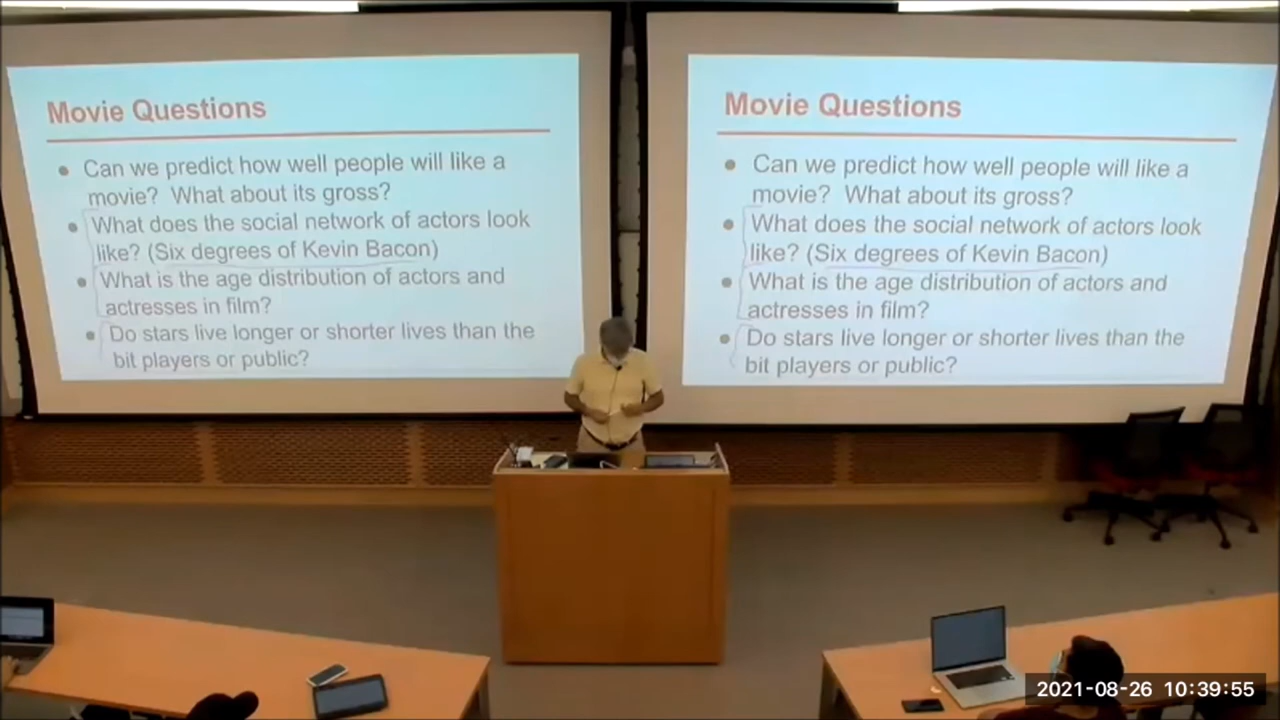 Movie Questions
Can we predict how well people will like a
movie? What about its gross?
What does the social network of actors look
like? (Six degrees of Kevin Bacon)
What is the age distribution of actors and
actresses in film?
Do stars live longer or shorter lives than the
bit players or public?
Movie Questions
Can we predict how well people will like a
movie? What about its gross?
What does the social network of actors look
like? (Six degrees of Kevin Bacon)
What is the age distribution of actors and
actresses in film?
Do stars live longer or shorter lives than the
bit players or public?
2021-08-26 10:39:55